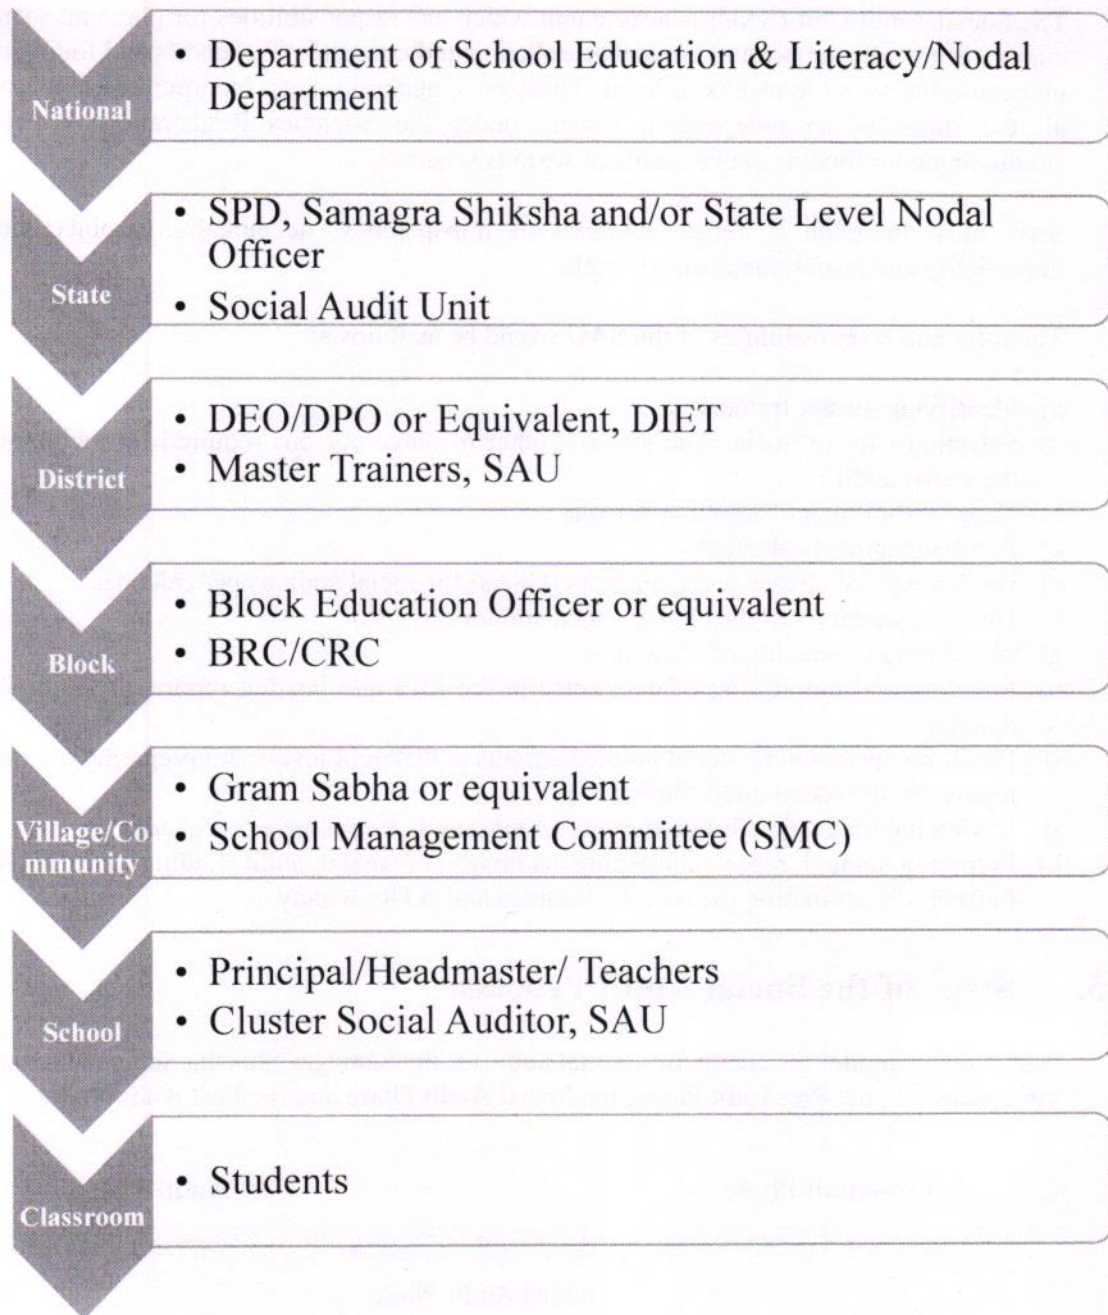 National
• Department of School Education & Literacy/Nodal
Department
State
• SPD, Samagra Shiksha and/or State Level Nodal
Officer
• Social Audit Unit
District
• DEO/DPO or Equivalent, DIET
• Master Trainers, SAU
Block
• Block Education Officer or equivalent
• BRC/CRC
Village/Co
mmunity
• Gram Sabha or equivalent
• School Management Committee (SMC)
School
• Principal/Headmaster/ Teachers
• Cluster Social Auditor, SAU
Classroom
• Students